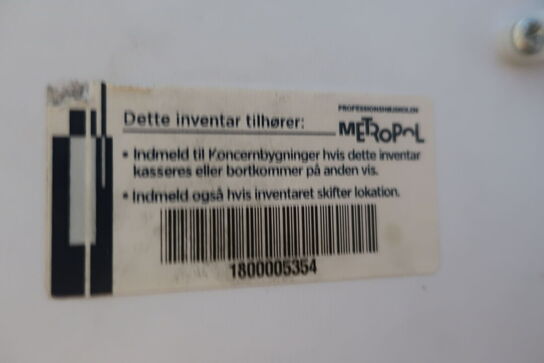 PROFESSIONSHØJSKOLEN
Dette inventar tilhører:
METROPOL
• Indmeld til Koncernbygninger hvis dette inventar
kasseres eller bortkommer på anden vis.
• Indmeld også hvis inventaret skifter lokation.
1800005354